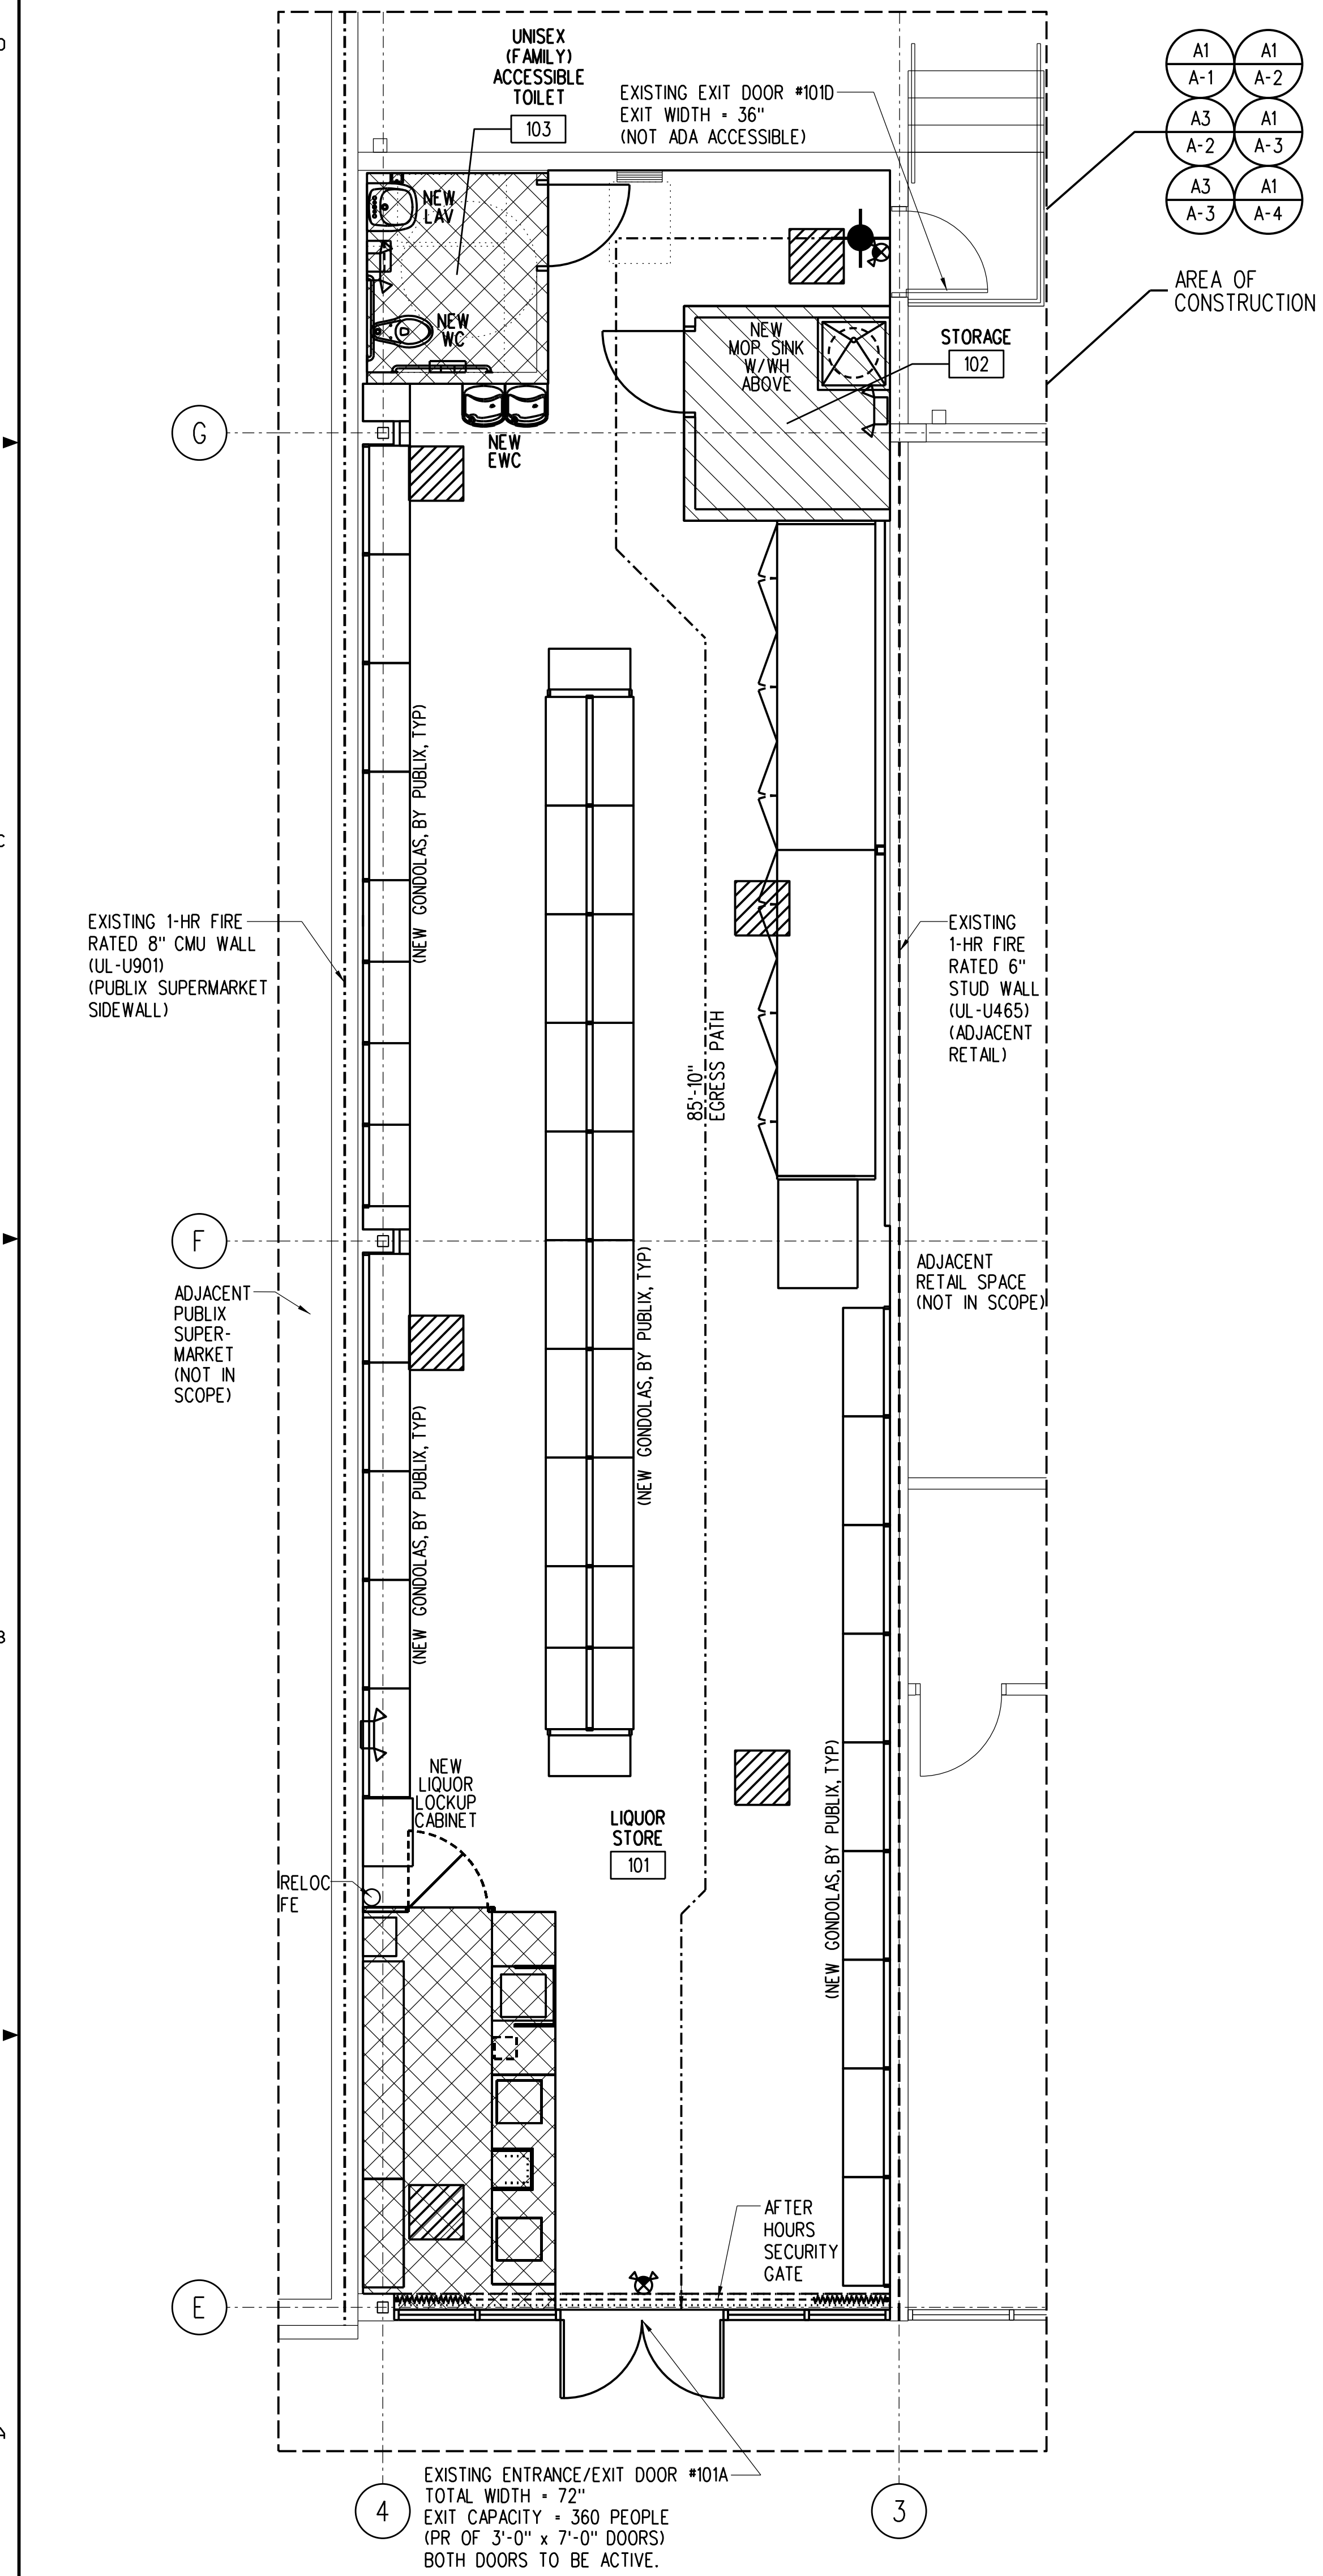 D
UNISEX
(FAMILY)
ACCESSIBLE
TOILET
103
EXISTING EXIT DOOR #101D
EXIT WIDTH = 36"
(NOT ADA ACCESSIBLE)
A1 A1
A-1 A-2
A3 A1
A-2 A-3
A3 A1
A-3 A-4
AREA OF
CONSTRUCTION
NEW
LAV
NEW
WC
NEW
MOP SINK
W/WH
ABOVE
STORAGE
102
G
NEW
EWC
(NEW GONDOLAS, BY PUBLIX, TYP)
C
EXISTING 1-HR FIRE
RATED 8" CMU WALL
(UL-U901)
(PUBLIX SUPERMARKET
SIDEWALL)
EXISTING
1-HR FIRE
RATED 6"
STUD WALL
(UL-U465)
(ADJACENT
RETAIL)
85'-10"
EGRESS PATH
F
ADJACENT
PUBLIX
SUPER-
MARKET
(NOT IN
SCOPE)
ADJACENT
RETAIL SPACE
(NOT IN SCOPE)
(NEW GONDOLAS, BY PUBLIX, TYP)
(NEW GONDOLAS, BY PUBLIX, TYP)
B
NEW
LIQUOR
LOCKUP
CABINET
LIQUOR
STORE
101
(NEW GONDOLAS, BY PUBLIX, TYP)
RELOC
FE
AFTER
HOURS
SECURITY
GATE
E
A
EXISTING ENTRANCE/EXIT DOOR #101A
TOTAL WIDTH = 72"
EXIT CAPACITY = 360 PEOPLE
(PR OF 3'-0" x 7'-0" DOORS)
BOTH DOORS TO BE ACTIVE.
4
3